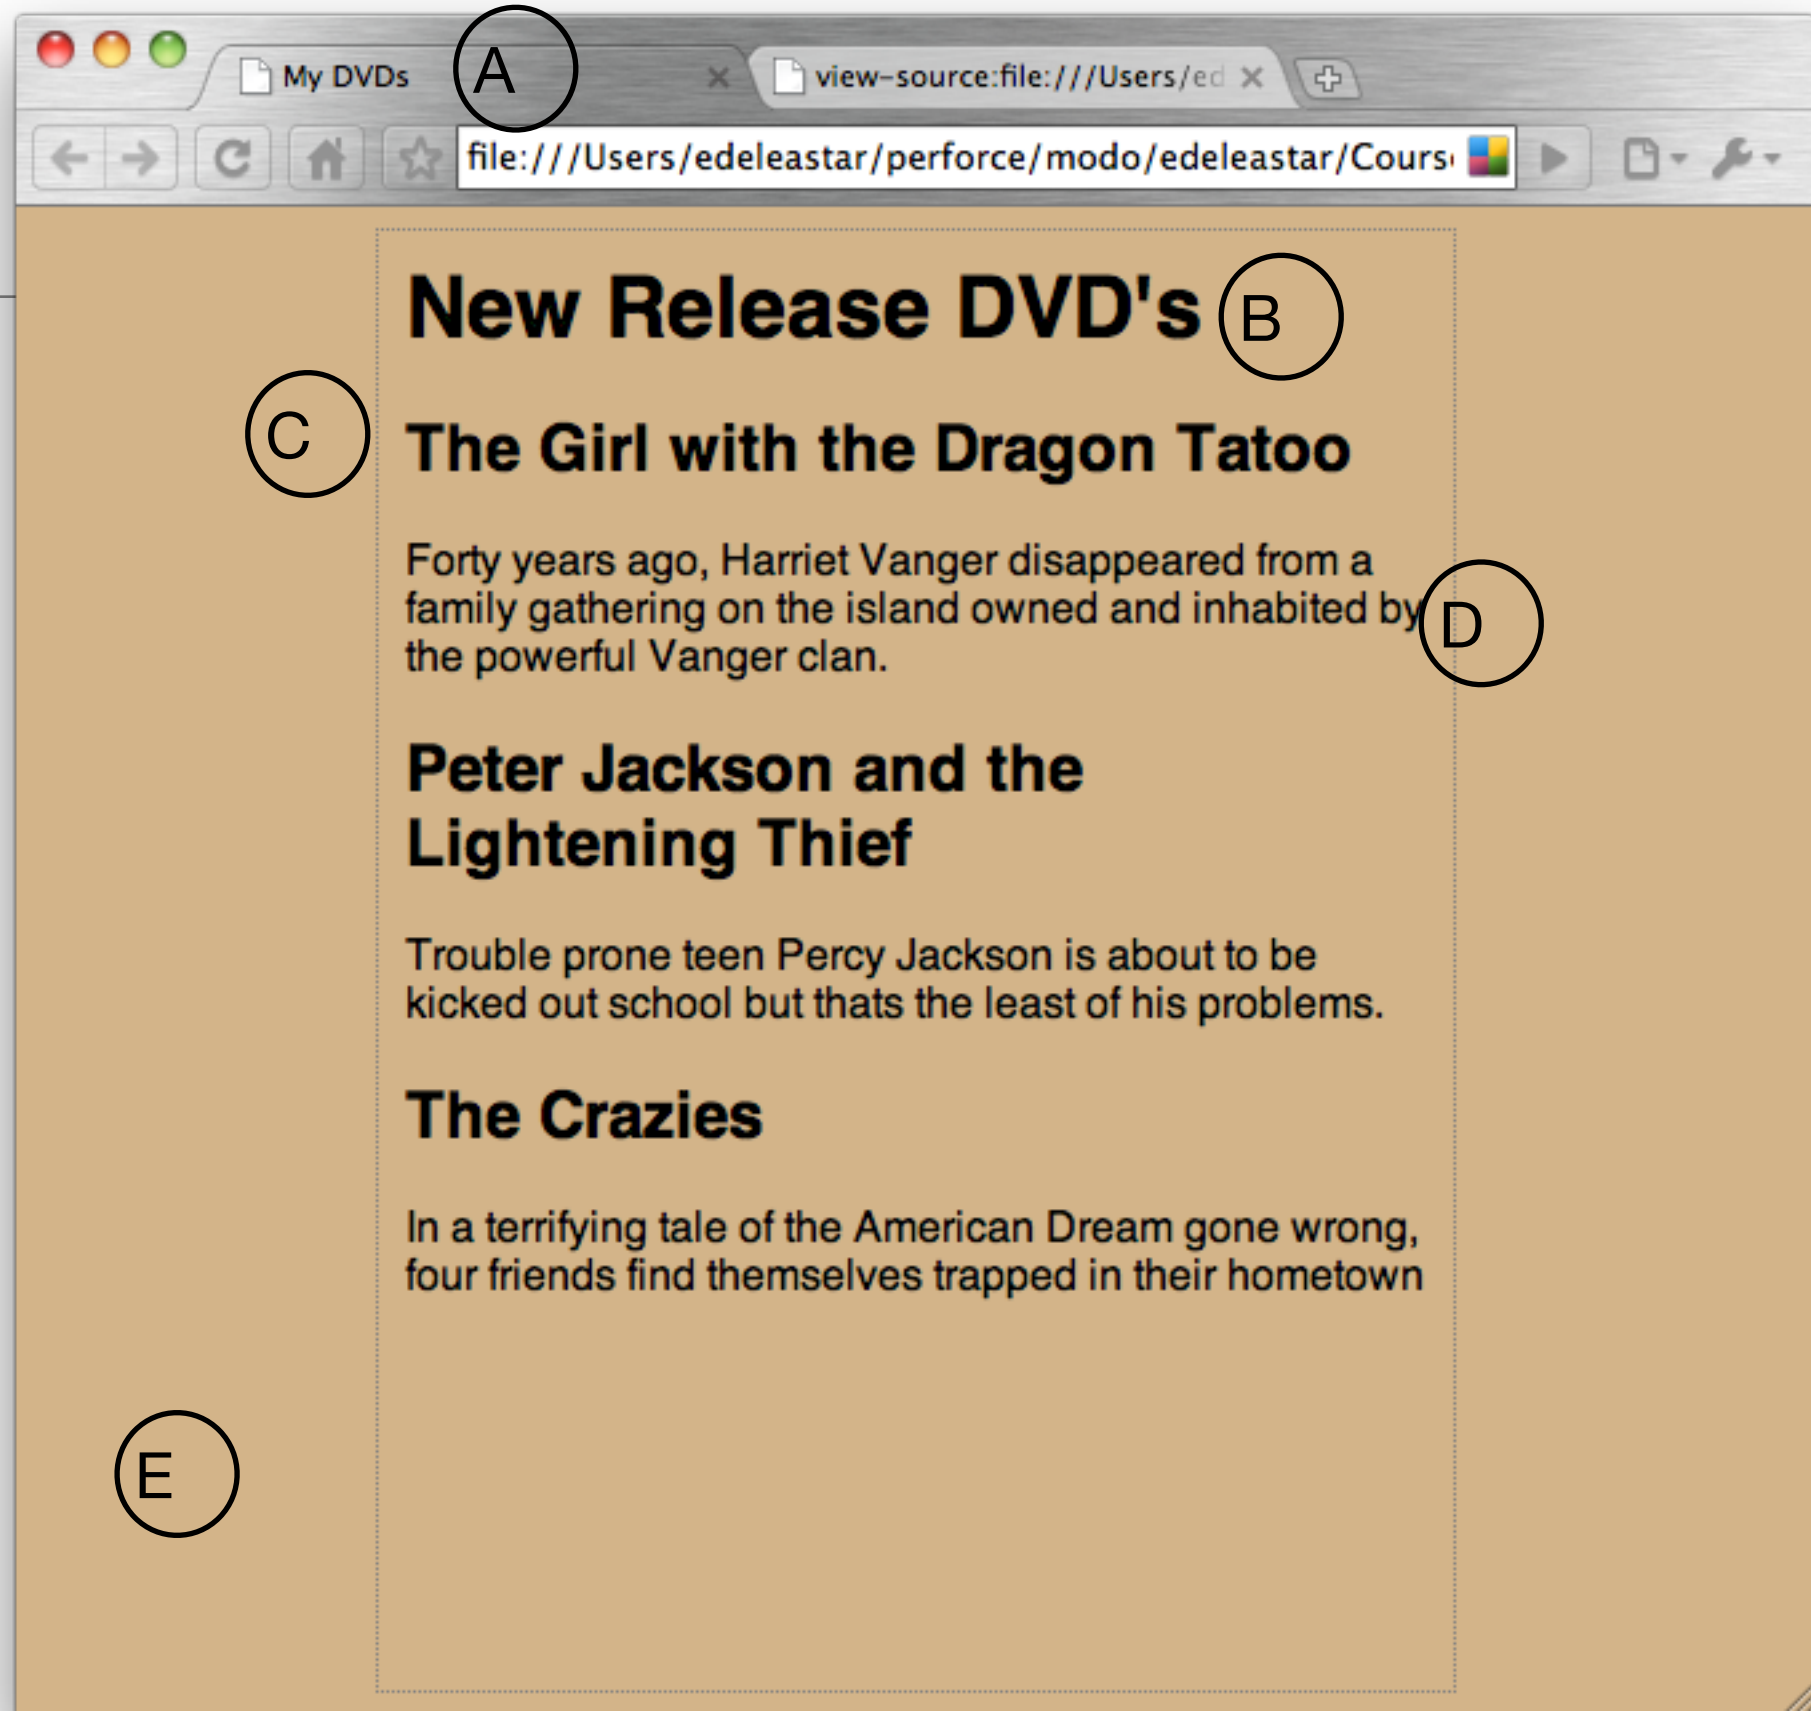 A
My DVDs
view-source:file:///Users/ed
file:///Users/edeleastar/perforce/modo/edeleastar/Cours
New Release DVD's
B
C
The Girl with the Dragon Tatoo
Forty years ago, Harriet Vanger disappeared from a
family gathering on the island owned and inhabited by
D
the powerful Vanger clan.
Peter Jackson and the
Lightening Thief
Trouble prone teen Percy Jackson is about to be
kicked out school but thats the least of his problems.
The Crazies
In a terrifying tale of the American Dream gone wrong,
four friends find themselves trapped in their hometown
E